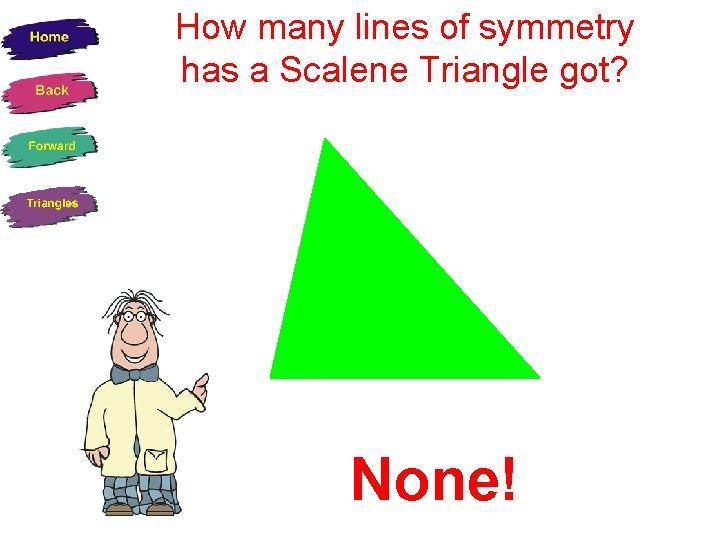 How many lines of symmetry
has a Scalene Triangle got?
Home
Back
Forward
Triangles
None!